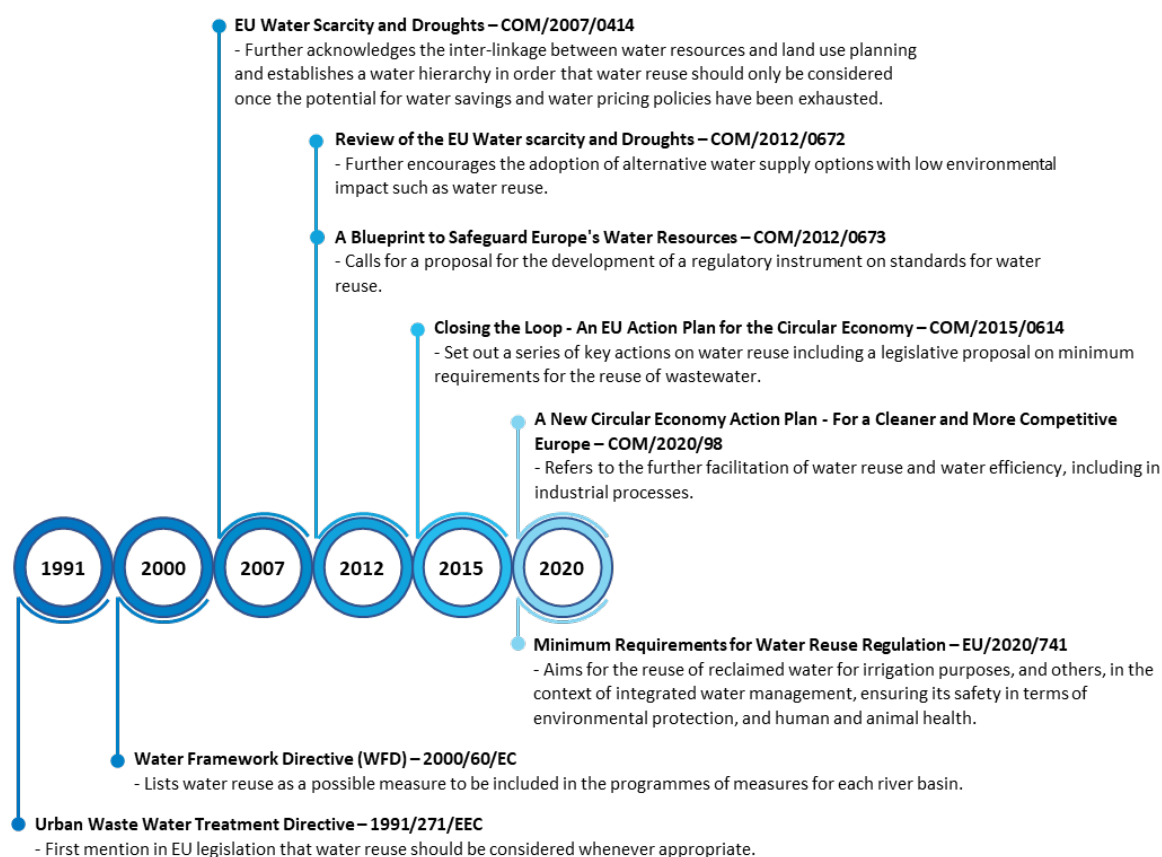 EU Water Scarcity and Droughts – COM/2007/0414
- Further acknowledges the inter-linkage between water resources and land use planning
and establishes a water hierarchy in order that water reuse should only be considered
once the potential for water savings and water pricing policies have been exhausted.
Review of the EU Water scarcity and Droughts – COM/2012/0672
- Further encourages the adoption of alternative water supply options with low environmental
impact such as water reuse.
A Blueprint to Safeguard Europe's Water Resources – COM/2012/0673
- Calls for a proposal for the development of a regulatory instrument on standards for water
reuse.
Closing the Loop - An EU Action Plan for the Circular Economy – COM/2015/0614
- Set out a series of key actions on water reuse including a legislative proposal on minimum
requirements for the reuse of wastewater.
A New Circular Economy Action Plan - For a Cleaner and More Competitive
Europe – COM/2020/98
- Refers to the further facilitation of water reuse and water efficiency, including in
industrial processes.
1991 2000 2007 2012 2015 2020
Minimum Requirements for Water Reuse Regulation – EU/2020/741
- Aims for the reuse of reclaimed water for irrigation purposes, and others, in the
context of integrated water management, ensuring its safety in terms of
environmental protection, and human and animal health.
Water Framework Directive (WFD) – 2000/60/EC
- Lists water reuse as a possible measure to be included in the programmes of measures for each river basin.
Urban Waste Water Treatment Directive – 1991/271/EEC
- First mention in EU legislation that water reuse should be considered whenever appropriate.